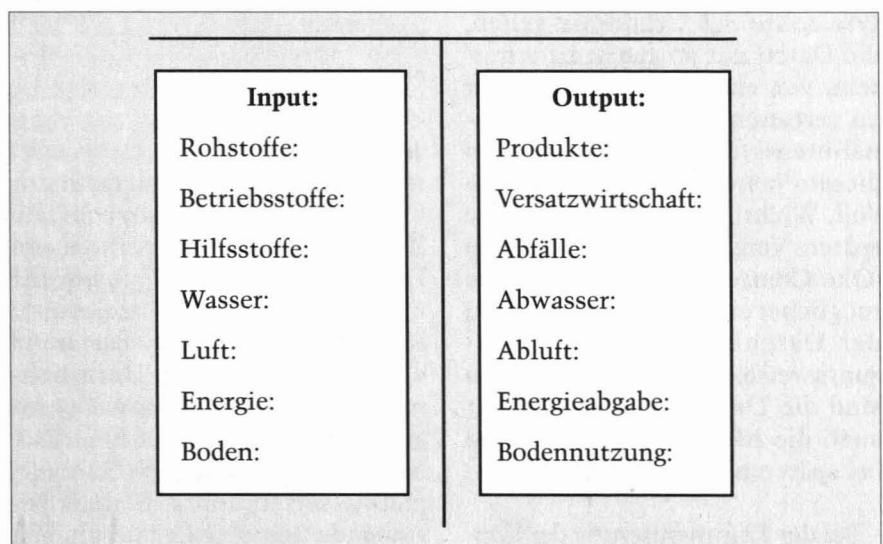 Input:
Rohstoffe:
Betriebsstoffe:
Hilfsstoffe:
Wasser:
Luft:
Energie:
Boden:
Output:
Produkte:
Versatzwirtschaft:
Abfälle:
Abwasser:
Abluft:
Energieabgabe:
Bodennutzung: